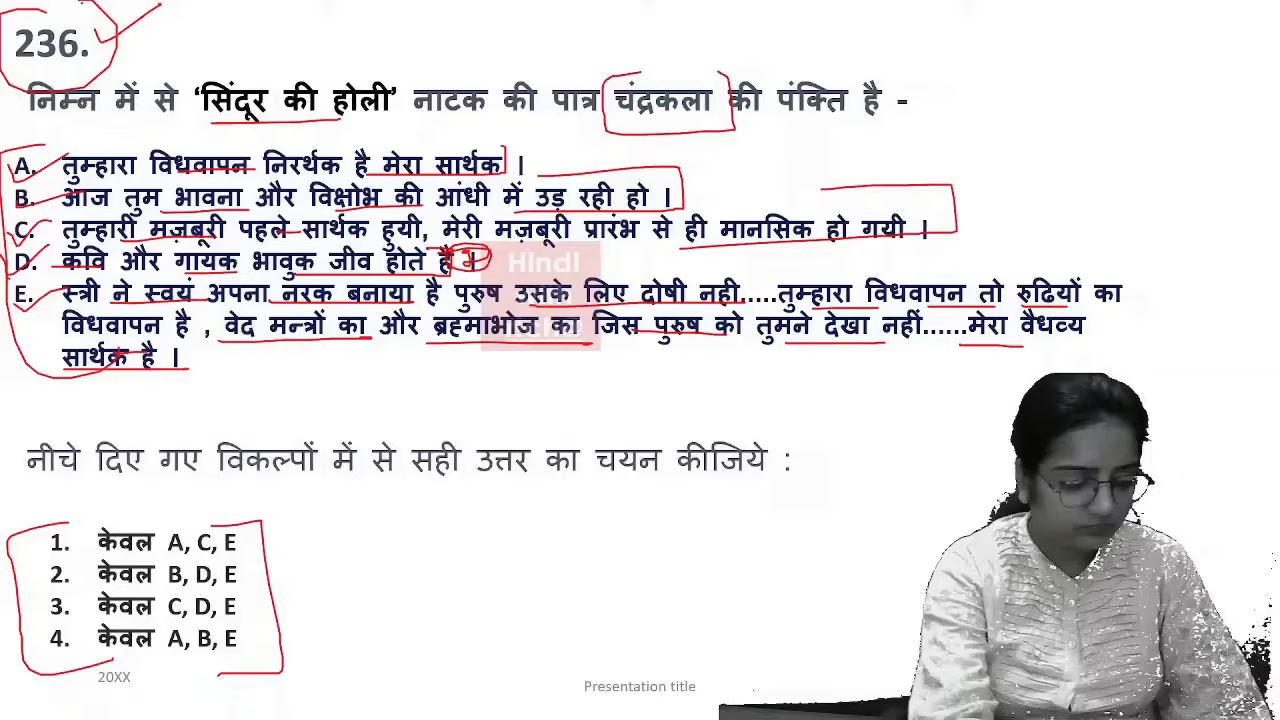 236.
निम्न में से ‘सिंदूर की होली’ नाटक की पात्र चंद्रकला की पंक्ति है -
A. तुम्हारा विधवापन निरर्थक है मेरा सार्थक |
B. आज तुम भावना और विक्षोभ की आंधी में उड़ रही हो |
C. तुम्हारी मज़बूरी पहले सार्थक हुयी, मेरी मज़बूरी प्रारंभ से ही मानसिक हो गयी |
D. कवि और गायक भावुक जीव होते है |
HIndI
E. स्त्री ने स्वयं अपना नरक बनाया है पुरुष उसके लिए दोषी नही.....तुम्हारा विधवापन तो रुढियों का
विधवापन है , वेद मन्त्रों का और ब्रह्माभोज का जिस पुरुष को तुमने देखा नहीं......मेरा वैधव्य
सार्थक है |
नीचे दिए गए विकल्पों में से सही उत्तर का चयन कीजिये :
1. केवल A, C, E
2. केवल B, D, E
3. केवल C, D, E
4. केवल A, B, E
20XX
Presentation title